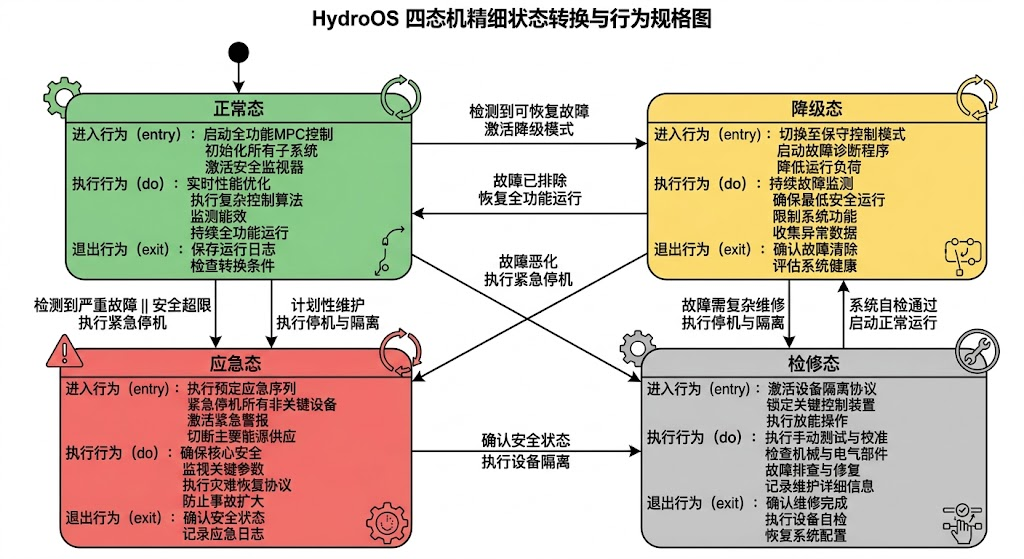 HydroOS 四态机精细状态转换与行为规格图
正常态
进入行为（entry）：启动全功能MPC控制
初始化所有子系统
激活安全监视器
执行行为（do）：实时性能优化
执行复杂控制算法
监测能效
持续全功能运行
退出行为（exit）：保存运行日志
检查转换条件
检测到可恢复故障
激活降级模式
故障已排除
恢复全功能运行
故障恶化
执行紧急停机
降级态
进入行为（entry）：切换至保守控制模式
启动故障诊断程序
降低运行负荷
执行行为（do）：持续故障监测
确保最低安全运行
限制系统功能
收集异常数据
退出行为（exit）：确认故障清除
评估系统健康
检测到严重故障 || 安全超限
执行紧急停机
计划性维护
执行停机与隔离
故障需复杂维修
执行停机与隔离
系统自检通过
启动正常运行
应急态
进入行为（entry）：执行预定应急序列
紧急停机所有非关键设备
激活紧急警报
切断主要能源供应
执行行为（do）：确保核心安全
监视关键参数
执行灾难恢复协议
防止事故扩大
退出行为（exit）：确认安全状态
记录应急日志
确认安全状态
执行设备隔离
检修态
进入行为（entry）：激活设备隔离协议
锁定关键控制装置
执行放能操作
执行行为（do）：执行手动测试与校准
检查机械与电气部件
故障排查与修复
记录维护详细信息
退出行为（exit）：确认维修完成
执行设备自检
恢复系统配置